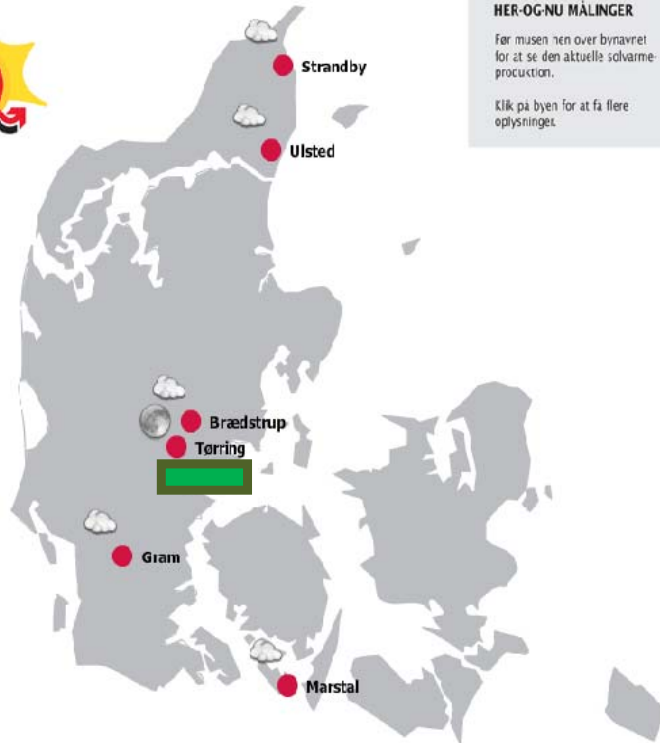 HER-OG-NU MÅLINGER
Før musen hen over bynavnet
for at se den aktuelle solvarme-
produktion.
Klik på byen for at få flere
oplysninger.
Strandby
Ulsted
Brædstrup
Tørring
Gram
Marstal